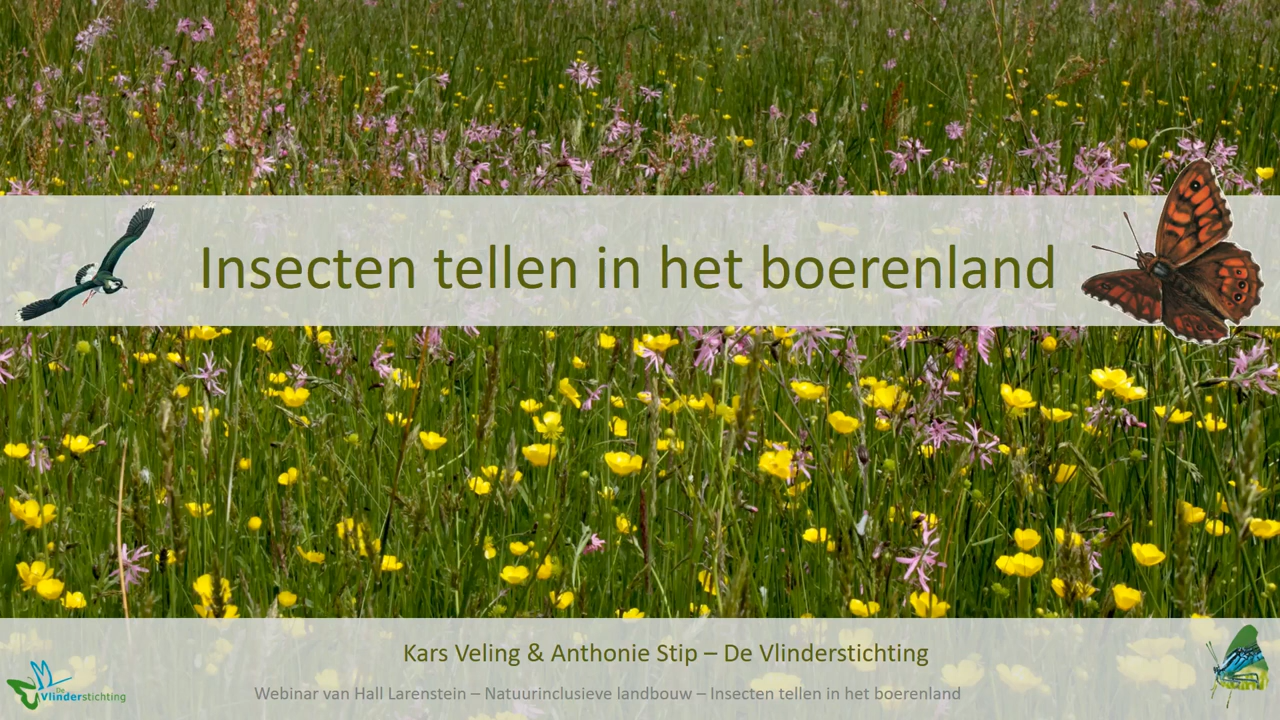 Insecten tellen in het boerenland
Kars Veling & Anthonie Stip – De Vlinderstichting
De
Vlinderstichting
Webinar van Hall Larenstein – Natuurinclusieve landbouw – Insecten tellen in het boerenland